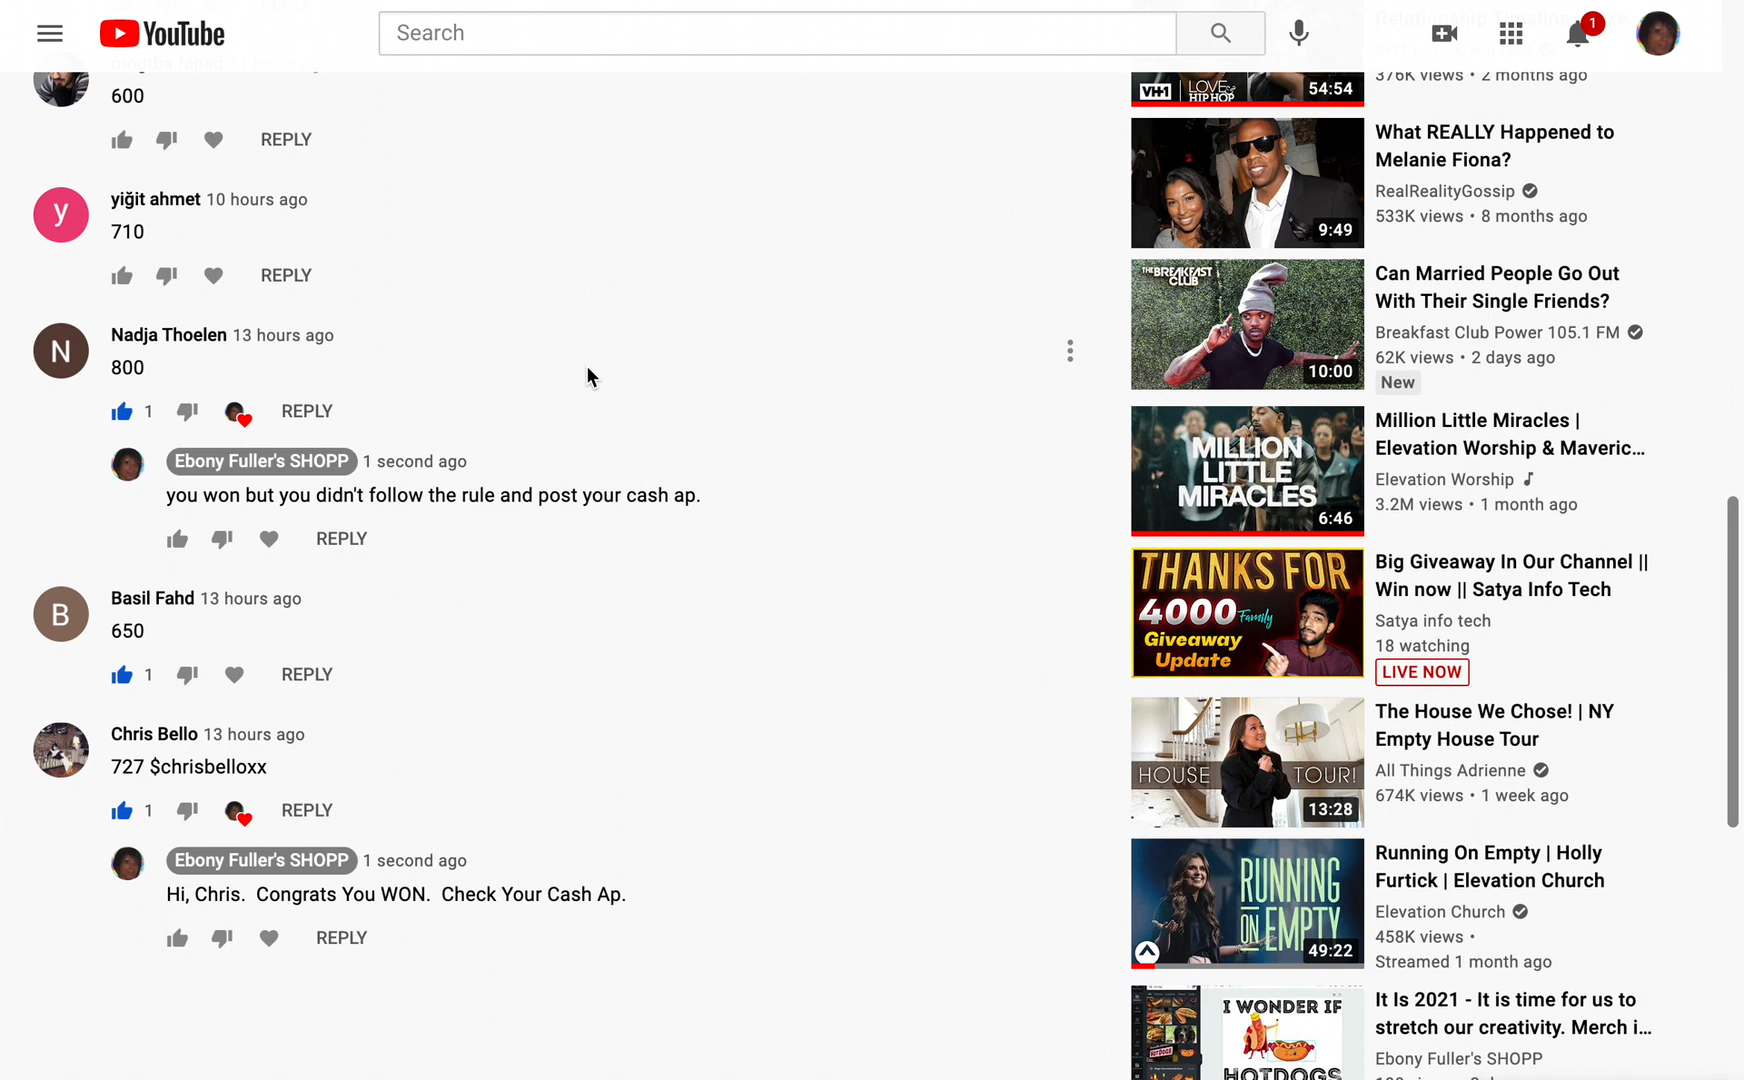 YouTube
Search
1
600
REPLY
yiğit ahmet 10 hours ago
y
710
REPLY
Nadja Thoelen 13 hours ago
N
800
1 REPLY
Ebony Fuller's SHOPP 1 second ago
you won but you didn't follow the rule and post your cash ap.
REPLY
Basil Fahd 13 hours ago
B
650
1 REPLY
Chris Bello 13 hours ago
727 $chrisbelloxx
1 REPLY
Ebony Fuller's SHOPP 1 second ago
Hi, Chris.  Congrats You WON.  Check Your Cash Ap.
REPLY
376K views • 2 months ago
VH1 LOVE & HIP HOP 54:54
What REALLY Happened to
Melanie Fiona?
RealRealityGossip
533K views • 8 months ago
9:49
THE BREAKFAST
CLUB
10:00
Can Married People Go Out
With Their Single Friends?
Breakfast Club Power 105.1 FM
62K views • 2 days ago
New
MILLION
LITTLE
MIRACLES
6:46
Million Little Miracles |
Elevation Worship & Maveric...
Elevation Worship
3.2M views • 1 month ago
THANKS FOR
4000 Family
Giveaway
Update
Big Giveaway In Our Channel ||
Win now || Satya Info Tech
Satya info tech
18 watching
LIVE NOW
HOUSE TOUR!
13:28
The House We Chose! | NY
Empty House Tour
All Things Adrienne
674K views • 1 week ago
RUNNING
ON EMPTY
49:22
Running On Empty | Holly
Furtick | Elevation Church
Elevation Church
458K views •
Streamed 1 month ago
I WONDER IF
HOTDOGS
It Is 2021 - It is time for us to
stretch our creativity. Merch i...
Ebony Fuller's SHOPP